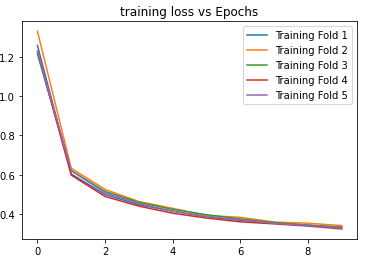 training loss vs Epochs
Training Fold 1
Training Fold 2
Training Fold 3
Training Fold 4
Training Fold 5
1.2
1.0
0.8
0.6
0.4
0 2 4 6 8